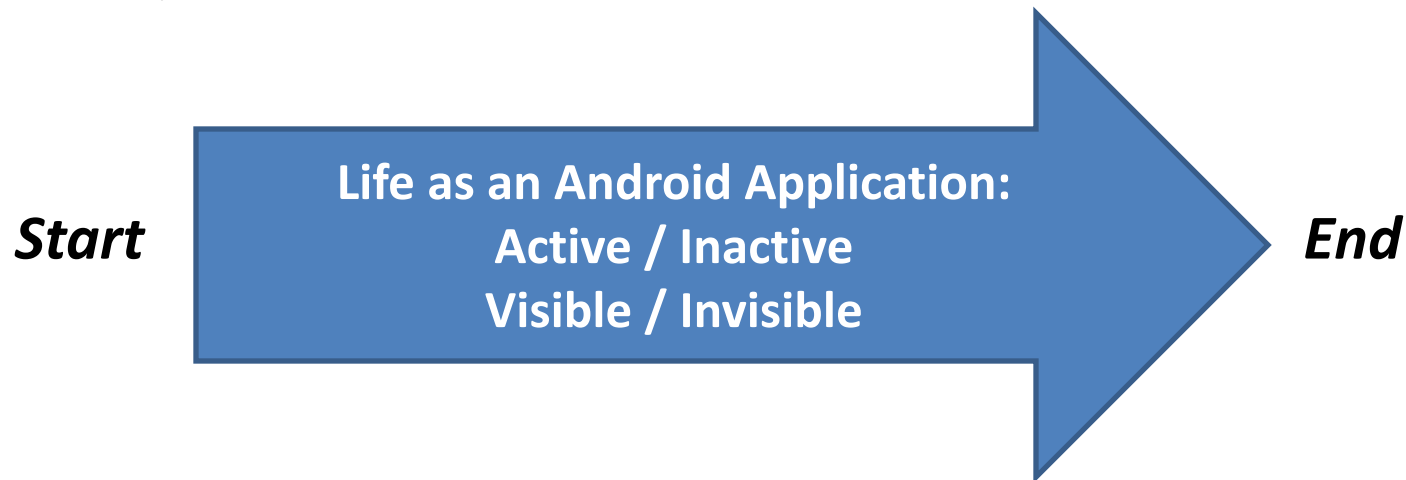 Life as an Android Application:
Start
Active / Inactive
End
Visible / Invisible